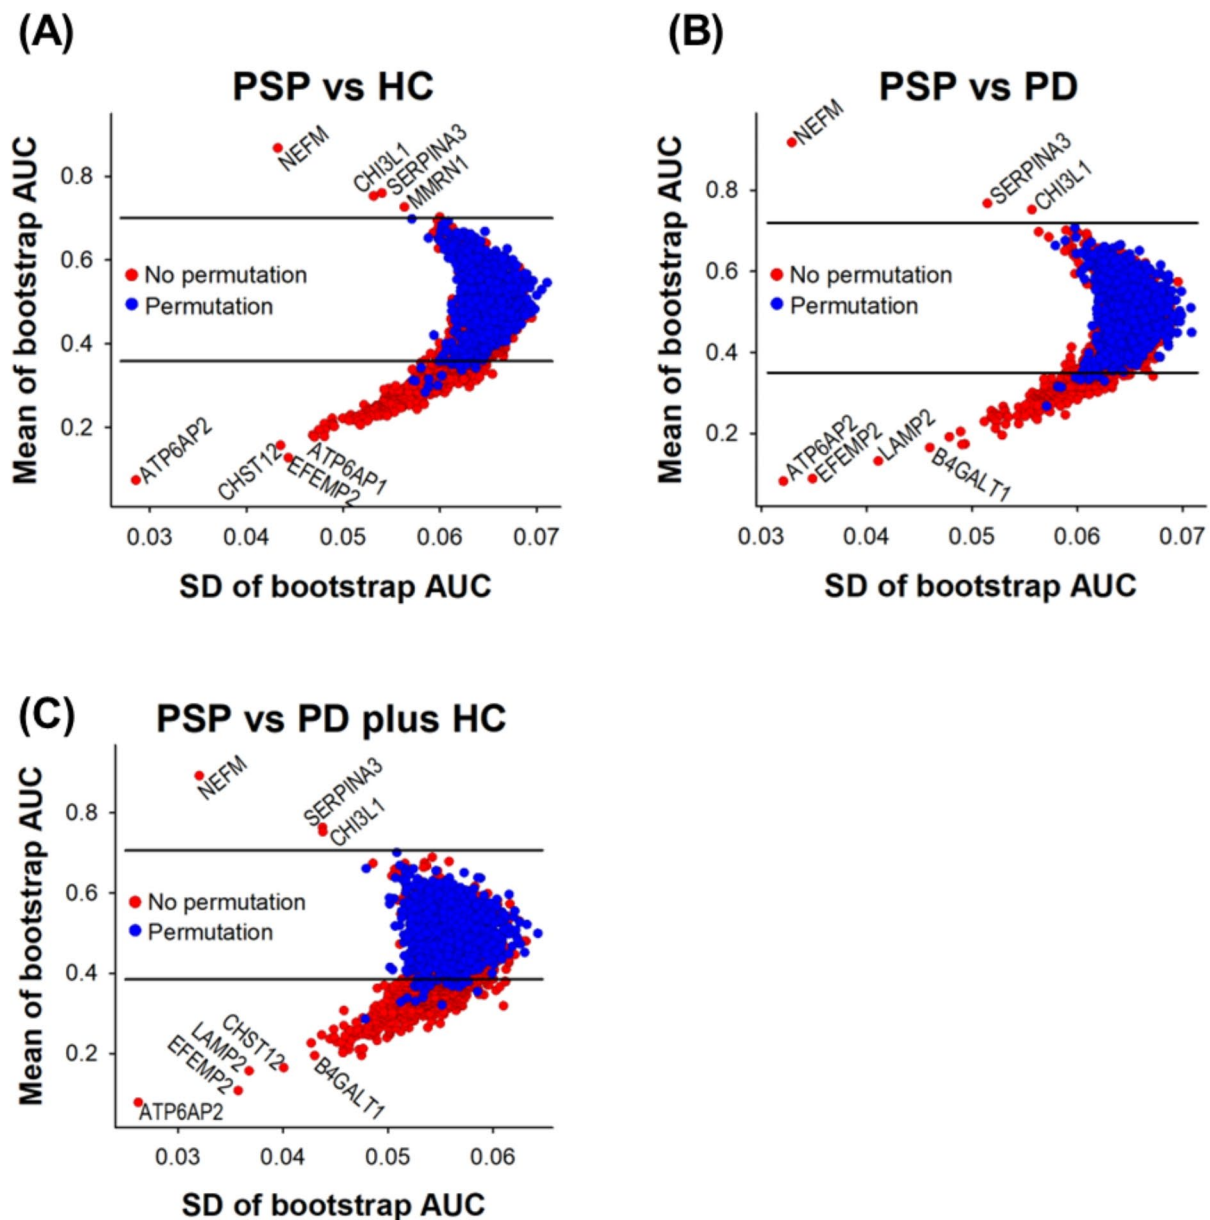 (A)
PSP vs HC
Mean of bootstrap AUC
0.8
0.6
0.4
0.2
NEFM
CHI3L1
SERPINA3
MMRN1
No permutation
Permutation
ATP6AP2
CHST12
ATP6AP1
EFEMP2
0.03 0.04 0.05 0.06 0.07
SD of bootstrap AUC
(B)
PSP vs PD
Mean of bootstrap AUC
0.8
0.6
0.4
0.2
NEFM
SERPINA3
CHI3L1
No permutation
Permutation
ATP6AP2
EFEMP2
LAMP2
B4GALT1
0.03 0.04 0.05 0.06 0.07
SD of bootstrap AUC
(C)
PSP vs PD plus HC
Mean of bootstrap AUC
0.8
0.6
0.4
0.2
NEFM
SERPINA3
CHI3L1
No permutation
Permutation
CHST12
LAMP2
EFEMP2
B4GALT1
ATP6AP2
0.03 0.04 0.05 0.06
SD of bootstrap AUC